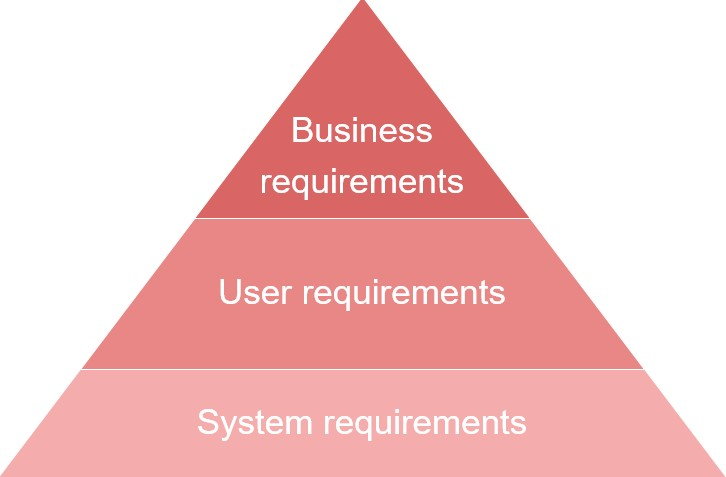 Business
requirements
User requirements
System requirements